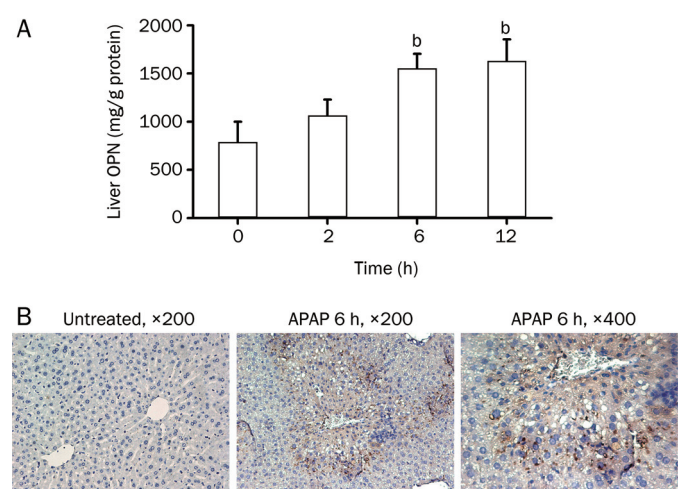 A
Liver OPN (mg/g protein)
2000
1500
1000
500
0
b
b
0 2 6 12
Time (h)
B
Untreated, ×200 APAP 6 h, ×200 APAP 6 h, ×400